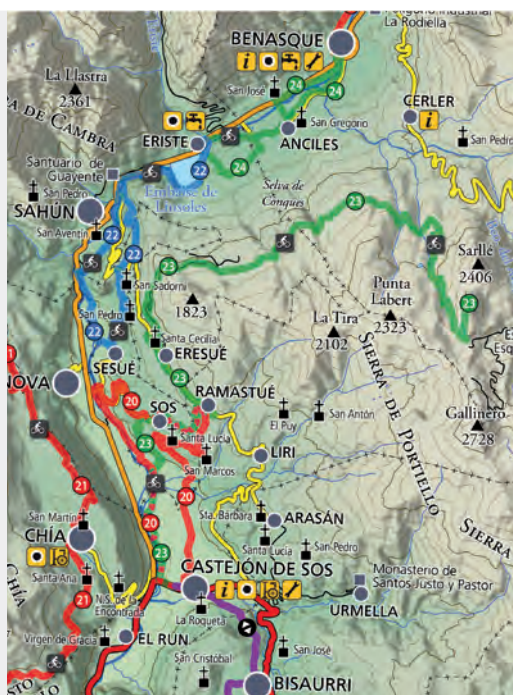 Polígono Industrial
La Rodiella
BENASQUE
La Llastra
2361
San José
24
24
CERLER
San Gregorio
San Pedro
DE CAMBRA
ERISTE
ANCILES
24
Santuario de
Guayente
22
Embalse de
Linsoles
Selva de
Conques
San Pedro
SAHÚN
23
San Aventín
22
22
23
Sarllé
2406
San Sadorní
1823
Punta
Labert
2323
23
San Pedro
La Tira
2102
22
Santa Cecilia
SESUÉ
ERESUÉ
NOVA
23
20
RAMASTUÉ
SIERRA DE PORTIELLO
Gallinero
2728
SOS
El Puy
San Antón
23
Santa Lucía
San Marcos
LIRI
21
20
20
San Martín
Sta. Bárbara
ARASÁN
SIERRA
CHÍA
Santa Lucía
San Pedro
23
Santa Ana
CASTEJÓN DE SOS
Monasterio de
Santos Justo y Pastor
CHÍA
21
N.S. de la
Encontrada
URMELLA
La Roqueta
Virgen de Gracia
EL RUN
San José
San Cristóbal
BISAURRI